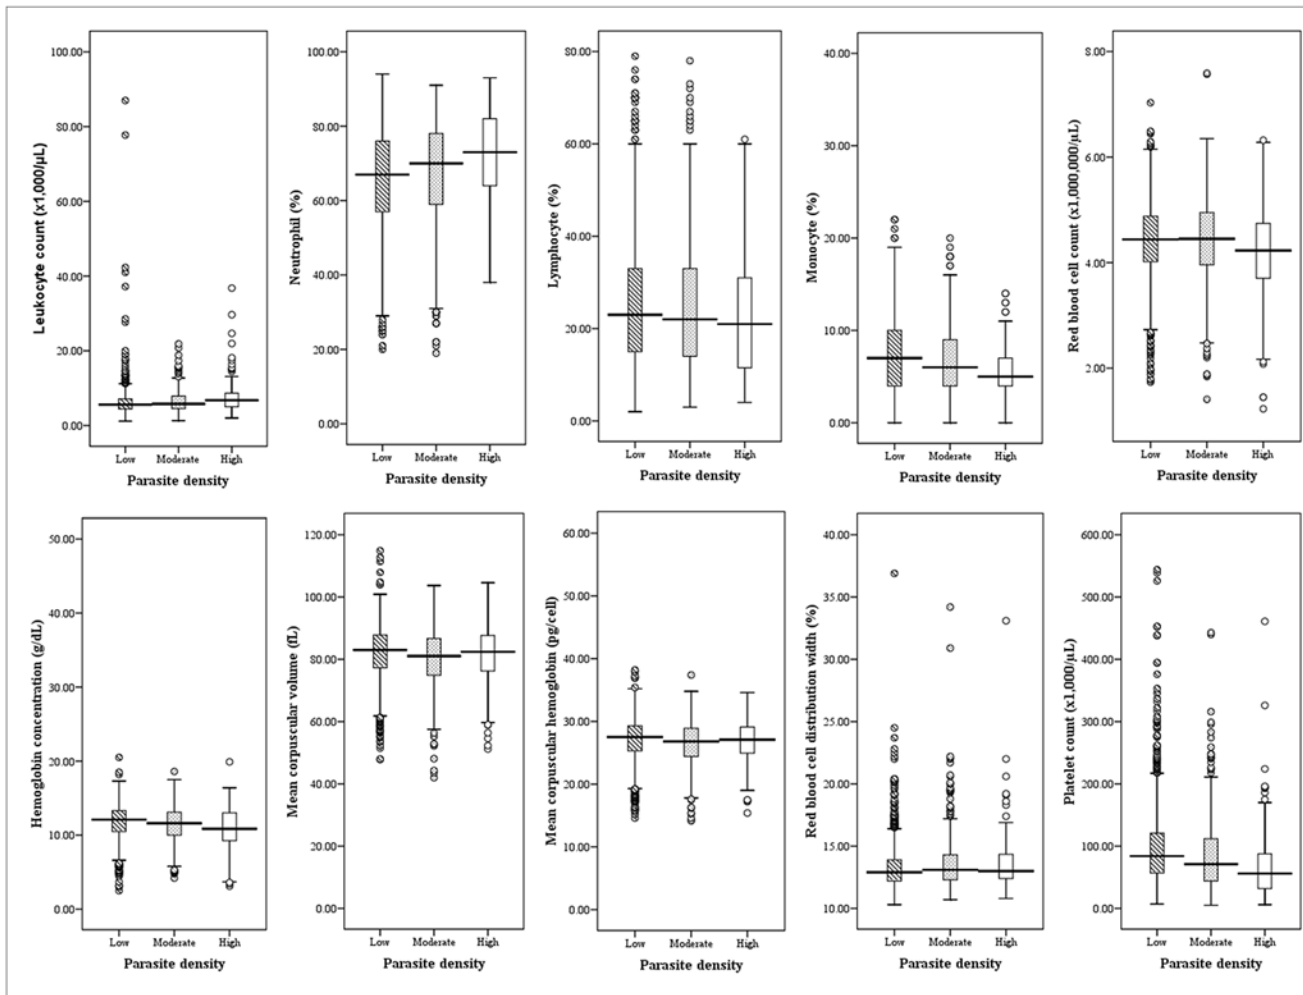 Leukocyte count (x1,000/μL)
100.00
80.00
60.00
40.00
20.00
0.00
Low Moderate High
Parasite density
Neutrophil (%)
100.00
80.00
60.00
40.00
20.00
0.00
Low Moderate High
Parasite density
Lymphocyte (%)
80.00
60.00
40.00
20.00
0.00
Low Moderate High
Parasite density
Monocyte (%)
40.00
30.00
20.00
10.00
0.00
Low Moderate High
Parasite density
Red blood cell count (x1,000,000/μL)
8.00
6.00
4.00
2.00
Low Moderate High
Parasite density
Hemoglobin concentration (g/dL)
50.00
40.00
30.00
20.00
10.00
0.00
Low Moderate High
Parasite density
Mean corpuscular volume (fL)
120.00
100.00
80.00
60.00
40.00
20.00
0.00
Low Moderate High
Parasite density
Mean corpuscular hemoglobin (pg/cell)
60.00
50.00
40.00
30.00
20.00
10.00
0.00
Low Moderate High
Parasite density
Red blood cell distribution width (%)
40.00
35.00
30.00
25.00
20.00
15.00
10.00
Low Moderate High
Parasite density
Platelet count (x1,000/μL)
600.00
500.00
400.00
300.00
200.00
100.00
0.00
Low Moderate High
Parasite density